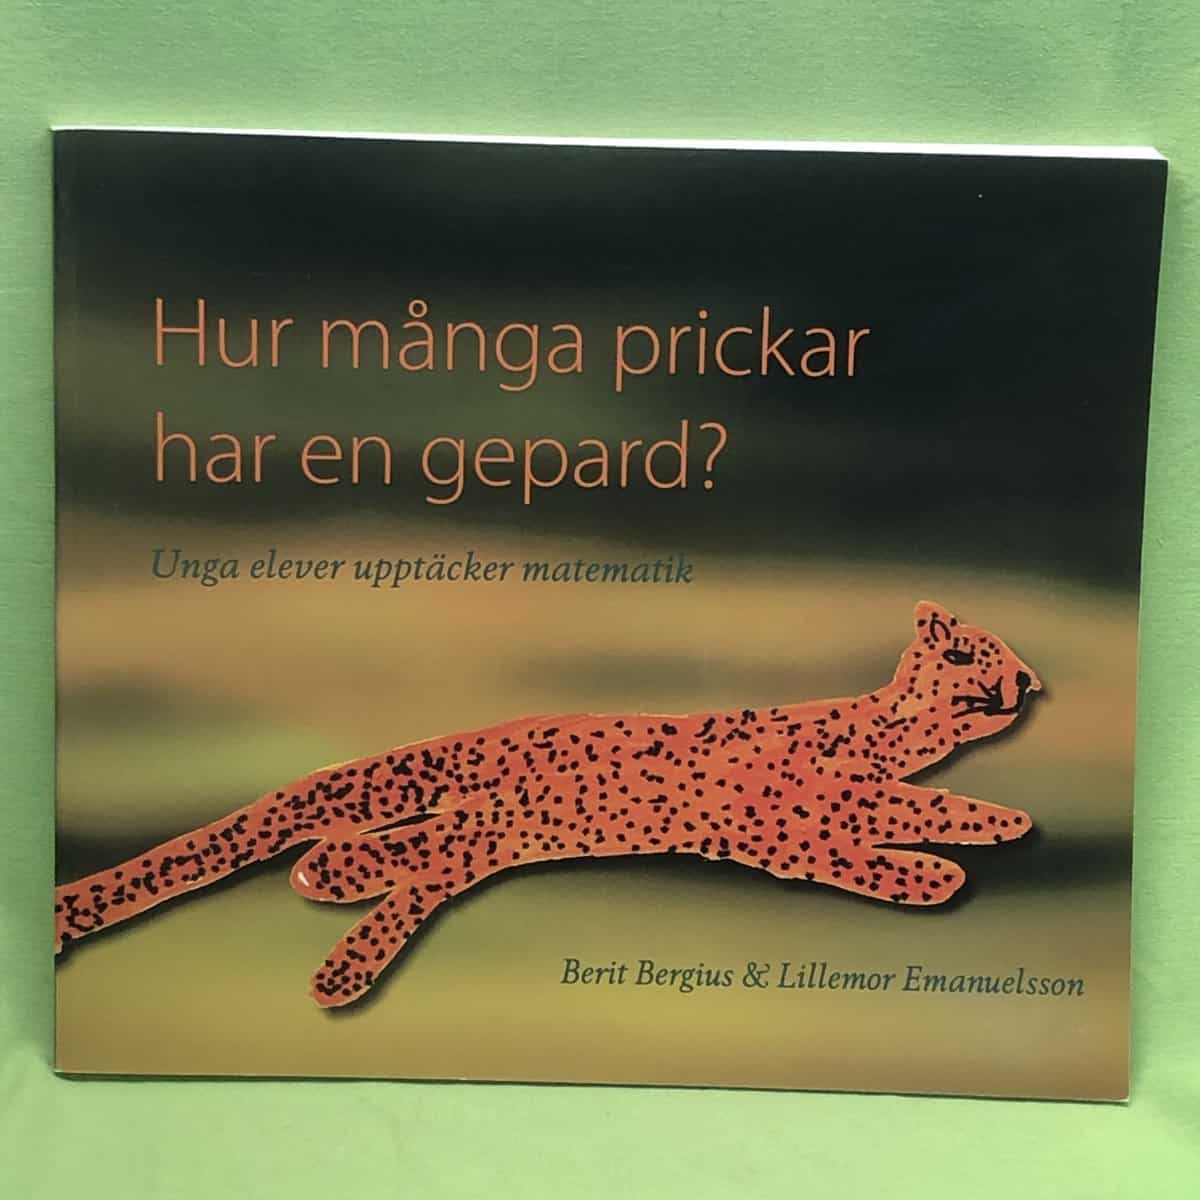 Hur många prickar
har en gepard?
Unga elever upptäcker matematik
Berit Bergius & Lillemor Emanuelsson